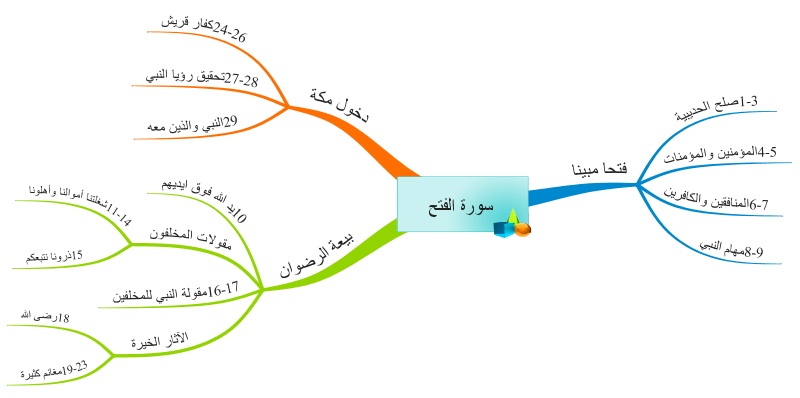 سورة الفتح
فتحا مبينا
1-3صلح الحديبية
4-5المؤمنين والمؤمنات
6-7المنافقين والكافرين
8-9مهام النبي
بيعة الرضوان
10يد الله فوق ايديهم
مقولات المخلفون
11-14شغلتنا أموالنا وأهلونا
15ذرونا نتبعكم
16-17مقولة النبي للمخلفين
الآثار الخيرة
18رضى الله
19-23مغانم كثيرة
دخول مكة
24-26كفار قريش
27-28تحقيق رؤيا النبي
29النبي والذين معه